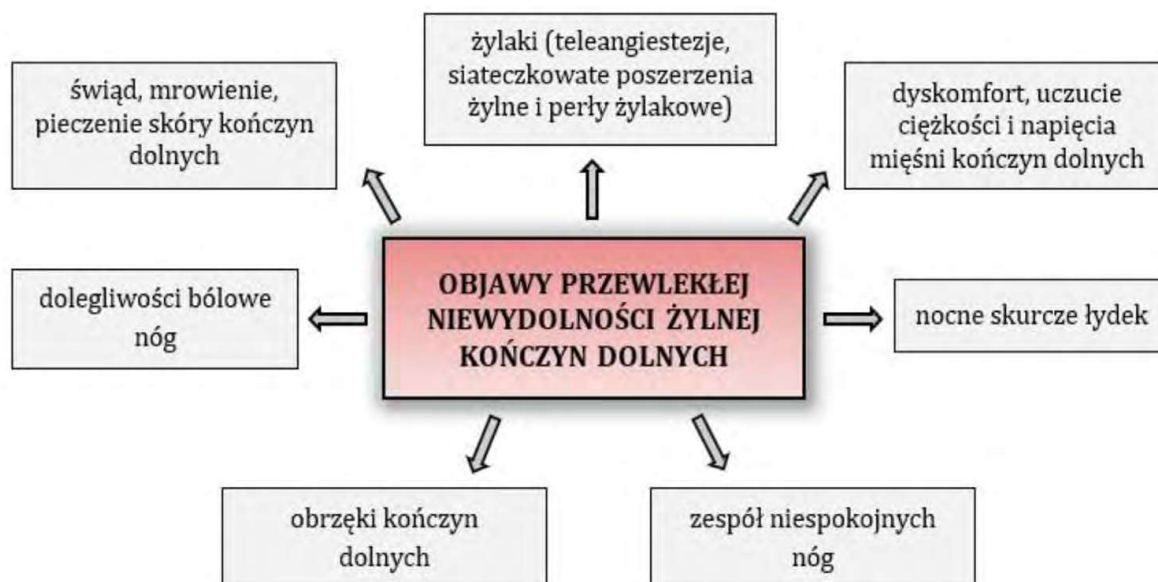 żylaki (teleangiestezje,
siateczkowate poszerzenia
żylne i perły żylakowe)
świąd, mrowienie,
pieczenie skóry kończyn
dolnych
dyskomfort, uczucie
ciężkości i napięcia
mięśni kończyn dolnych
OBJAWY PRZEWLEKŁEJ
NIEWYDOLNOŚCI ŻYLNEJ
KOŃCZYN DOLNYCH
dolegliwości bólowe
nóg
nocne skurcze łydek
obrzęki kończyn
dolnych
zespół niespokojnych
nóg